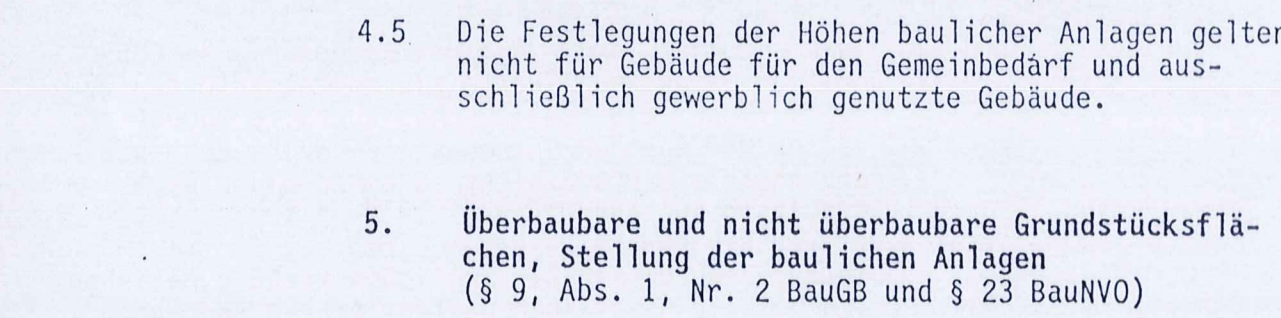 4.5 Die Festlegungen der Höhen baulicher Anlagen gelten
nicht für Gebäude für den Gemeinbedarf und aus-
schließlich gewerblich genutzte Gebäude.
5. Überbaubare und nicht überbaubare Grundstücksflä-
chen, Stellung der baulichen Anlagen
(§ 9, Abs. 1, Nr. 2 BauGB und § 23 BauNVO)